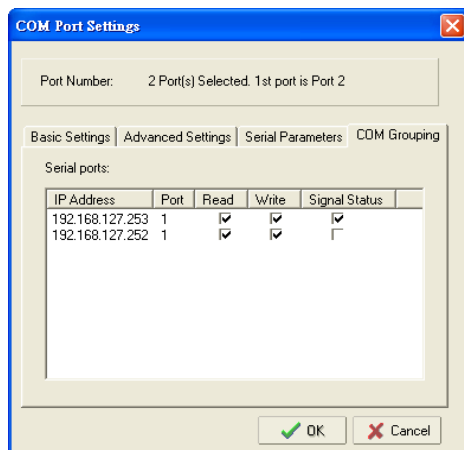 COM Port Settings
Port Number: 2 Port(s) Selected. 1st port is Port 2
Basic Settings Advanced Settings Serial Parameters COM Grouping
Serial ports:
IP Address Port Read Write Signal Status
192.168.127.253 1
192.168.127.252 1
OK Cancel